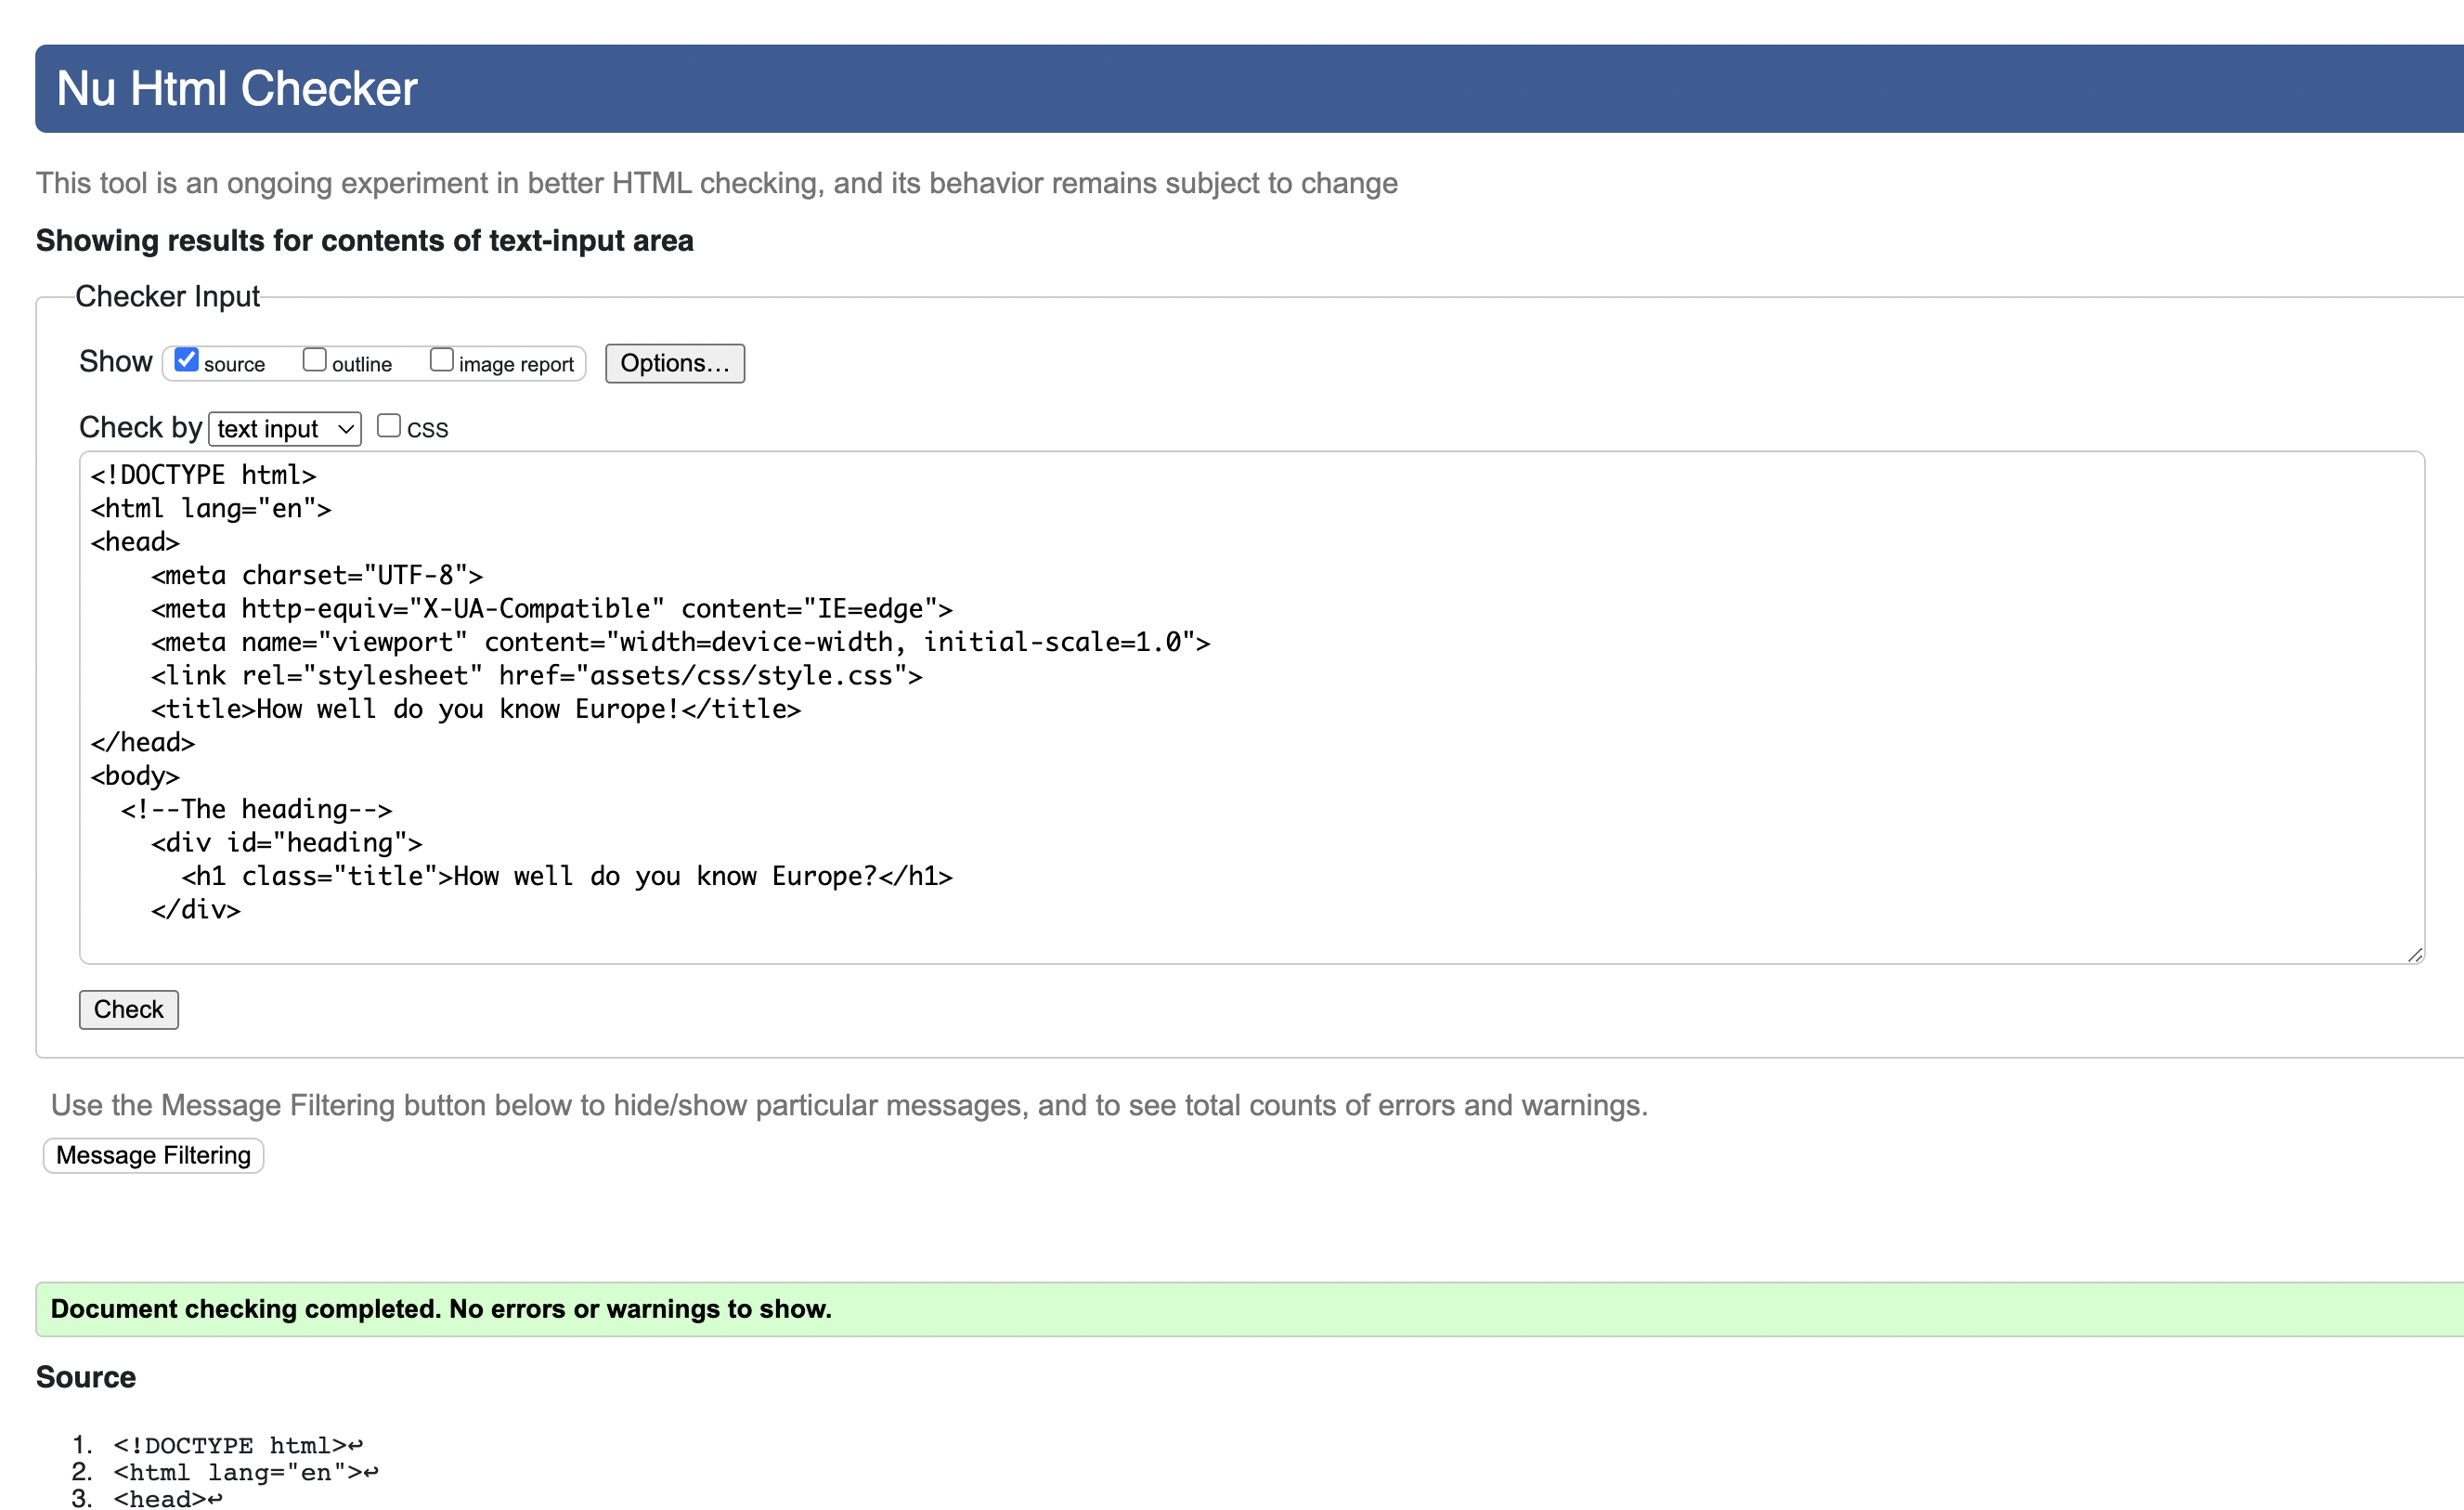 Nu Html Checker
This tool is an ongoing experiment in better HTML checking, and its behavior remains subject to change
Showing results for contents of text-input area
Checker Input
Show source outline image report Options...
Check by text input CSS
<!DOCTYPE html>
<html lang="en">
<head>
    <meta charset="UTF-8">
    <meta http-equiv="X-UA-Compatible" content="IE=edge">
    <meta name="viewport" content="width=device-width, initial-scale=1.0">
    <link rel="stylesheet" href="assets/css/style.css">
    <title>How well do you know Europe!</title>
</head>
<body>
  <!--The heading-->
    <div id="heading">
      <h1 class="title">How well do you know Europe?</h1>
    </div>
Check
Use the Message Filtering button below to hide/show particular messages, and to see total counts of errors and warnings.
Message Filtering
Document checking completed. No errors or warnings to show.
Source
1. <!DOCTYPE html>↩
2. <html lang="en">↩
3. <head>↩